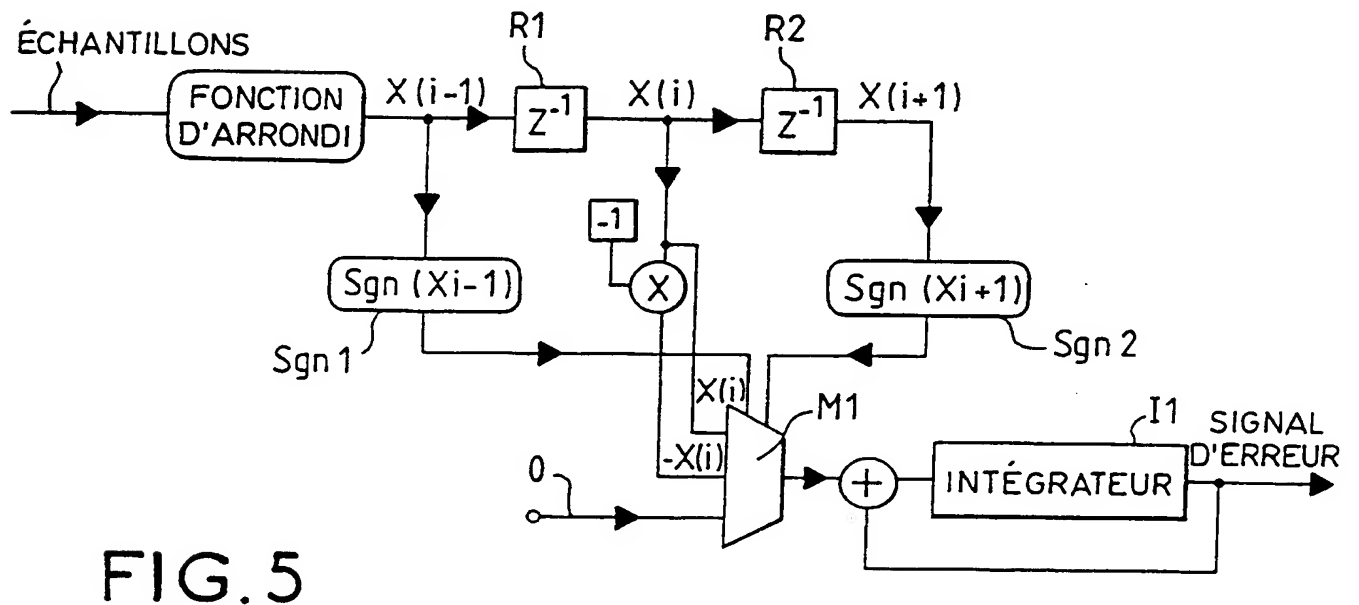 ÉCHANTILLONS
FONCTION
D'ARRONDI
X(i-1)
R1
Z⁻¹
X(i)
R2
Z⁻¹
X(i+1)
-1
X
Sgn (Xi-1)
Sgn 1
Sgn (Xi+1)
Sgn 2
X(i)
-X(i)
M1
0
+
I1
INTÉGRATEUR
SIGNAL
D'ERREUR
FIG.5